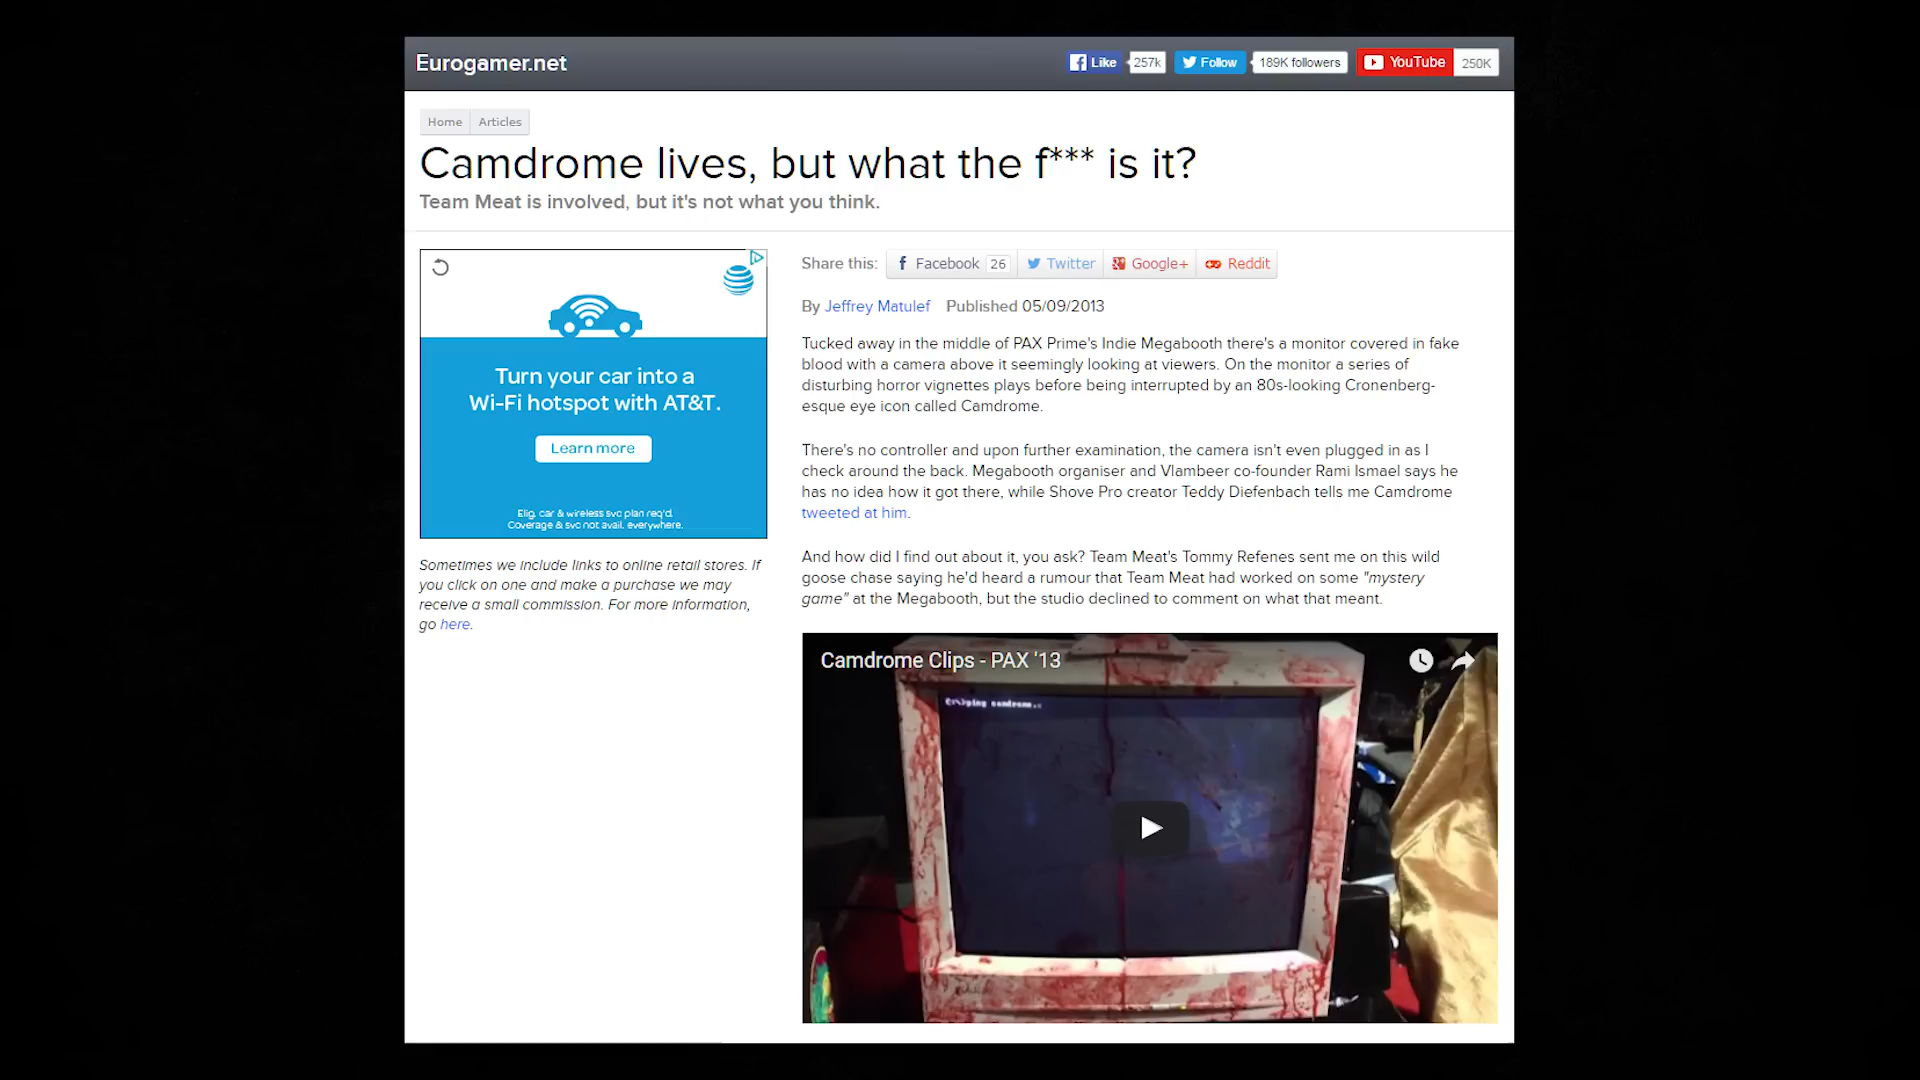 Eurogamer.net
Like 257k Follow 189K followers YouTube 250K
Home Articles
Camdrome lives, but what the f*** is it?
Team Meat is involved, but it's not what you think.
Turn your car into a
Wi-Fi hotspot with AT&T.
Learn more
Elig. car & wireless svc plan req'd.
Coverage & svc not avail. everywhere.
Sometimes we include links to online retail stores. If
you click on one and make a purchase we may
receive a small commission. For more information,
go here.
Share this: Facebook 26 Twitter Google+ Reddit
By Jeffrey Matulef Published 05/09/2013
Tucked away in the middle of PAX Prime's Indie Megabooth there's a monitor covered in fake
blood with a camera above it seemingly looking at viewers. On the monitor a series of
disturbing horror vignettes plays before being interrupted by an 80s-looking Cronenberg-
esque eye icon called Camdrome.
There's no controller and upon further examination, the camera isn't even plugged in as I
check around the back. Megabooth organiser and Vlambeer co-founder Rami Ismael says he
has no idea how it got there, while Shove Pro creator Teddy Diefenbach tells me Camdrome
tweeted at him.
And how did I find out about it, you ask? Team Meat's Tommy Refenes sent me on this wild
goose chase saying he'd heard a rumour that Team Meat had worked on some "mystery
game" at the Megabooth, but the studio declined to comment on what that meant.
Camdrome Clips - PAX '13
C:\>ping camdrome.